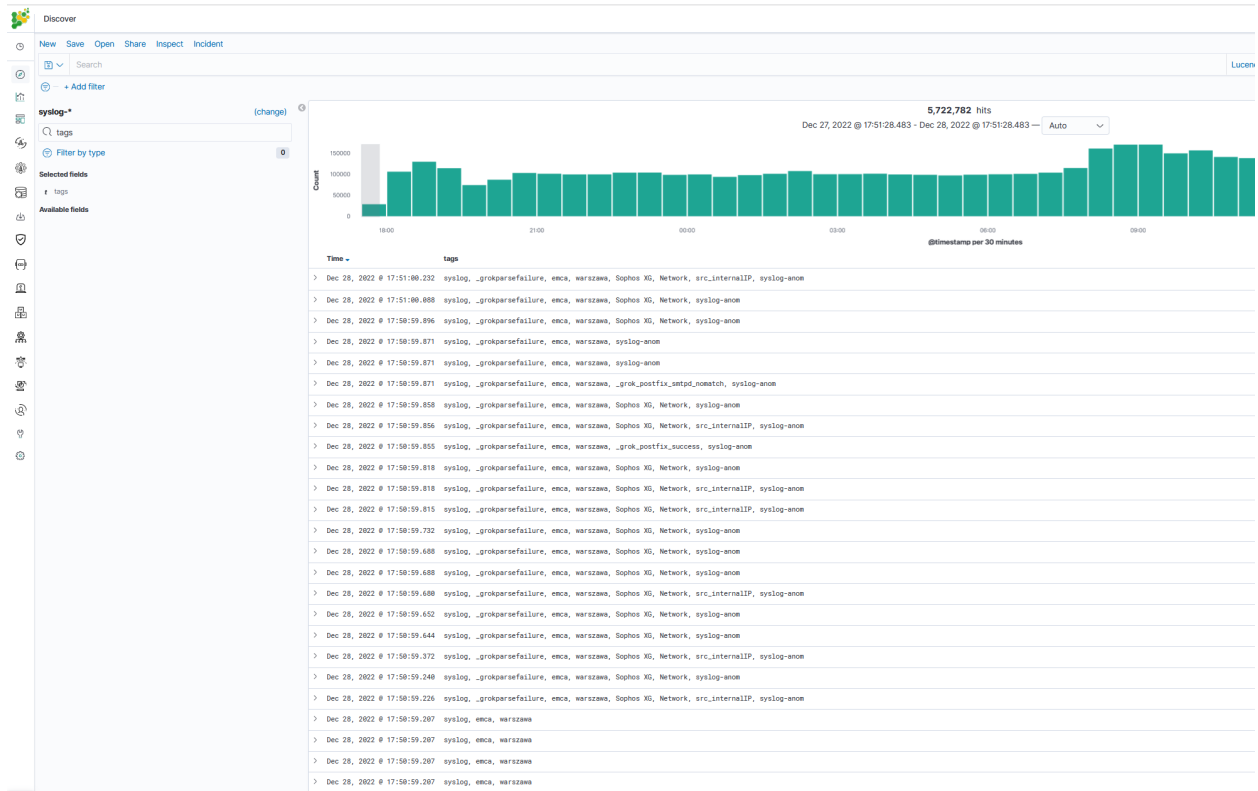 Discover
New Save Open Share Inspect Incident
Search
Lucen
+ Add filter
syslog-* (change)
tags
Filter by type 0
Selected fields
t tags
Available fields
5,722,782 hits
Dec 27, 2022 @ 17:51:28.483 - Dec 28, 2022 @ 17:51:28.483 — Auto
Count
150000
100000
50000
0
18:00 21:00 00:00 03:00 06:00 09:00
@timestamp per 30 minutes
Time tags
Dec 28, 2022 @ 17:51:00.232 syslog, _grokparsefailure, emca, warszawa, Sophos XG, Network, src_internalIP, syslog-anom
Dec 28, 2022 @ 17:51:00.088 syslog, _grokparsefailure, emca, warszawa, Sophos XG, Network, syslog-anom
Dec 28, 2022 @ 17:50:59.896 syslog, _grokparsefailure, emca, warszawa, Sophos XG, Network, syslog-anom
Dec 28, 2022 @ 17:50:59.871 syslog, _grokparsefailure, emca, warszawa, syslog-anom
Dec 28, 2022 @ 17:50:59.871 syslog, _grokparsefailure, emca, warszawa, syslog-anom
Dec 28, 2022 @ 17:50:59.871 syslog, _grokparsefailure, emca, warszawa, _grok_postfix_smtpd_nomatch, syslog-anom
Dec 28, 2022 @ 17:50:59.858 syslog, _grokparsefailure, emca, warszawa, Sophos XG, Network, syslog-anom
Dec 28, 2022 @ 17:50:59.856 syslog, _grokparsefailure, emca, warszawa, Sophos XG, Network, src_internalIP, syslog-anom
Dec 28, 2022 @ 17:50:59.855 syslog, _grokparsefailure, emca, warszawa, _grok_postfix_success, syslog-anom
Dec 28, 2022 @ 17:50:59.818 syslog, _grokparsefailure, emca, warszawa, Sophos XG, Network, syslog-anom
Dec 28, 2022 @ 17:50:59.818 syslog, _grokparsefailure, emca, warszawa, Sophos XG, Network, src_internalIP, syslog-anom
Dec 28, 2022 @ 17:50:59.815 syslog, _grokparsefailure, emca, warszawa, Sophos XG, Network, src_internalIP, syslog-anom
Dec 28, 2022 @ 17:50:59.732 syslog, _grokparsefailure, emca, warszawa, Sophos XG, Network, syslog-anom
Dec 28, 2022 @ 17:50:59.688 syslog, _grokparsefailure, emca, warszawa, Sophos XG, Network, syslog-anom
Dec 28, 2022 @ 17:50:59.688 syslog, _grokparsefailure, emca, warszawa, Sophos XG, Network, syslog-anom
Dec 28, 2022 @ 17:50:59.680 syslog, _grokparsefailure, emca, warszawa, Sophos XG, Network, src_internalIP, syslog-anom
Dec 28, 2022 @ 17:50:59.652 syslog, _grokparsefailure, emca, warszawa, Sophos XG, Network, syslog-anom
Dec 28, 2022 @ 17:50:59.644 syslog, _grokparsefailure, emca, warszawa, Sophos XG, Network, syslog-anom
Dec 28, 2022 @ 17:50:59.372 syslog, _grokparsefailure, emca, warszawa, Sophos XG, Network, src_internalIP, syslog-anom
Dec 28, 2022 @ 17:50:59.240 syslog, _grokparsefailure, emca, warszawa, Sophos XG, Network, syslog-anom
Dec 28, 2022 @ 17:50:59.226 syslog, _grokparsefailure, emca, warszawa, Sophos XG, Network, src_internalIP, syslog-anom
Dec 28, 2022 @ 17:50:59.207 syslog, emca, warszawa
Dec 28, 2022 @ 17:50:59.207 syslog, emca, warszawa
Dec 28, 2022 @ 17:50:59.207 syslog, emca, warszawa
Dec 28, 2022 @ 17:50:59.207 syslog, emca, warszawa